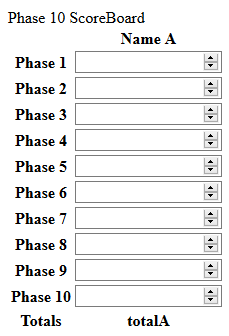 Phase 10 ScoreBoard
Name A
Phase 1
Phase 2
Phase 3
Phase 4
Phase 5
Phase 6
Phase 7
Phase 8
Phase 9
Phase 10
Totals totalA